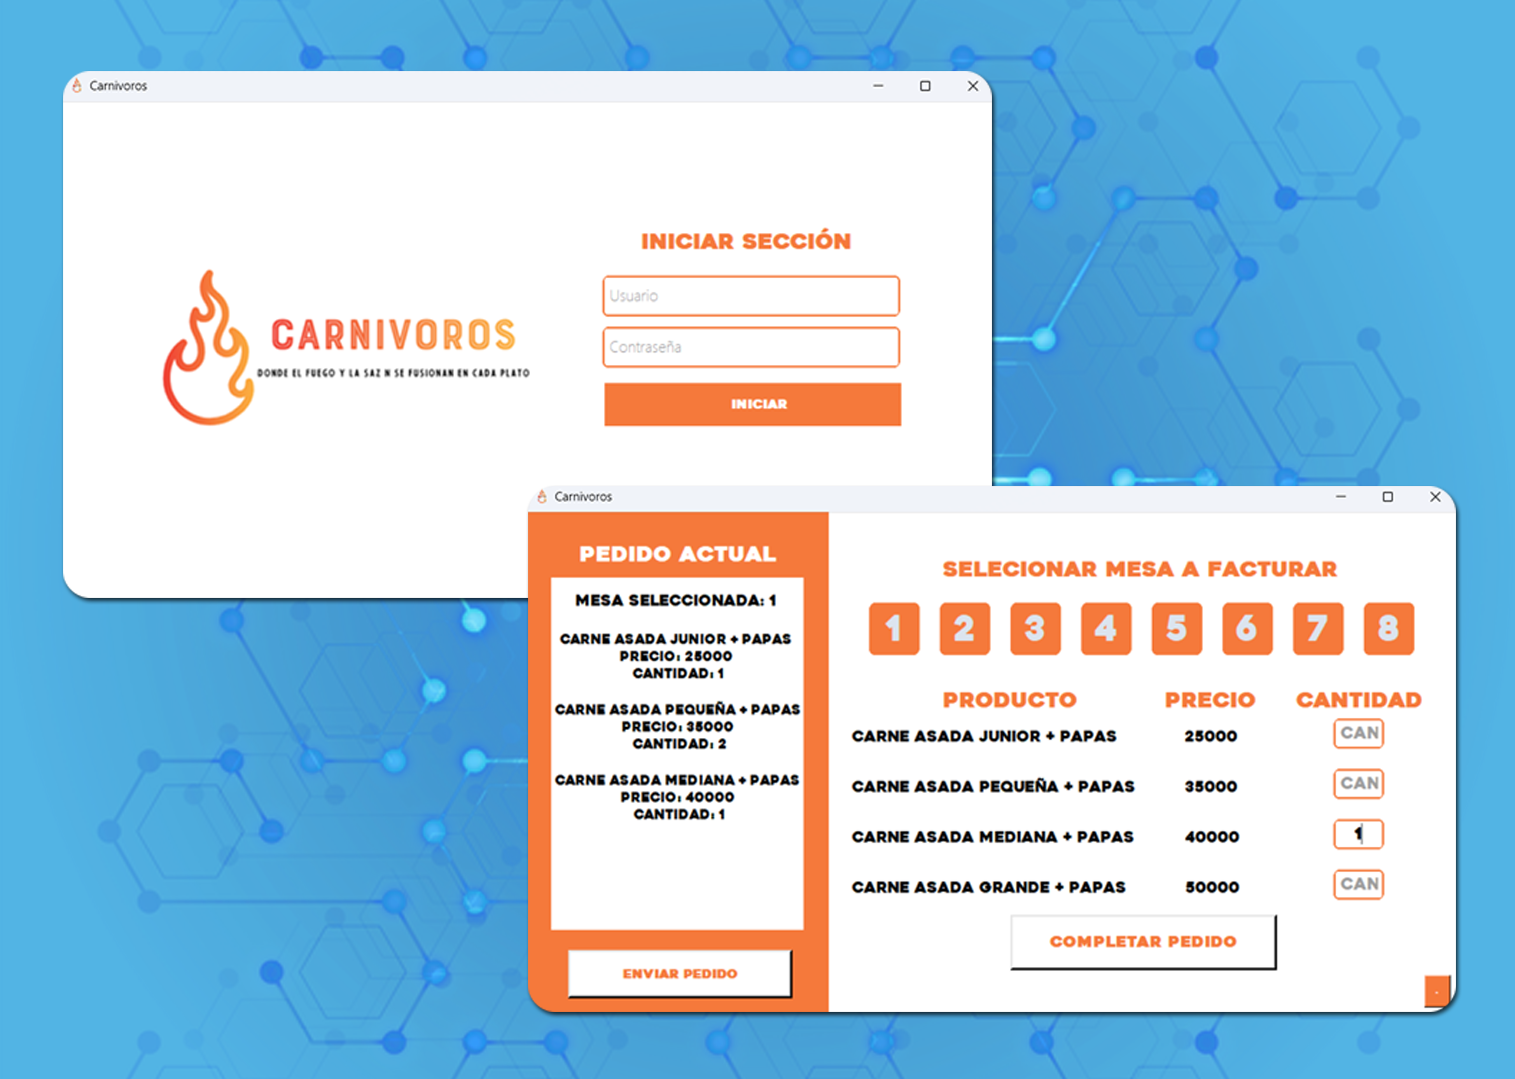 Carnivoros
INICIAR SECCIÓN
Usuario
Contraseña
INICIAR
CARNIVOROS
DONDE EL FUEGO Y LA SAZ N SE FUSIONAN EN CADA PLATO
Carnivoros
PEDIDO ACTUAL
MESA SELECCIONADA: 1
CARNE ASADA JUNIOR + PAPAS
PRECIO: 25000
CANTIDAD: 1
CARNE ASADA PEQUEÑA + PAPAS
PRECIO: 35000
CANTIDAD: 2
CARNE ASADA MEDIANA + PAPAS
PRECIO: 40000
CANTIDAD: 1
ENVIAR PEDIDO
SELECIONAR MESA A FACTURAR
1 2 3 4 5 6 7 8
PRODUCTO PRECIO CANTIDAD
CARNE ASADA JUNIOR + PAPAS 25000 CAN
CARNE ASADA PEQUEÑA + PAPAS 35000 CAN
CARNE ASADA MEDIANA + PAPAS 40000 1
CARNE ASADA GRANDE + PAPAS 50000 CAN
COMPLETAR PEDIDO
.